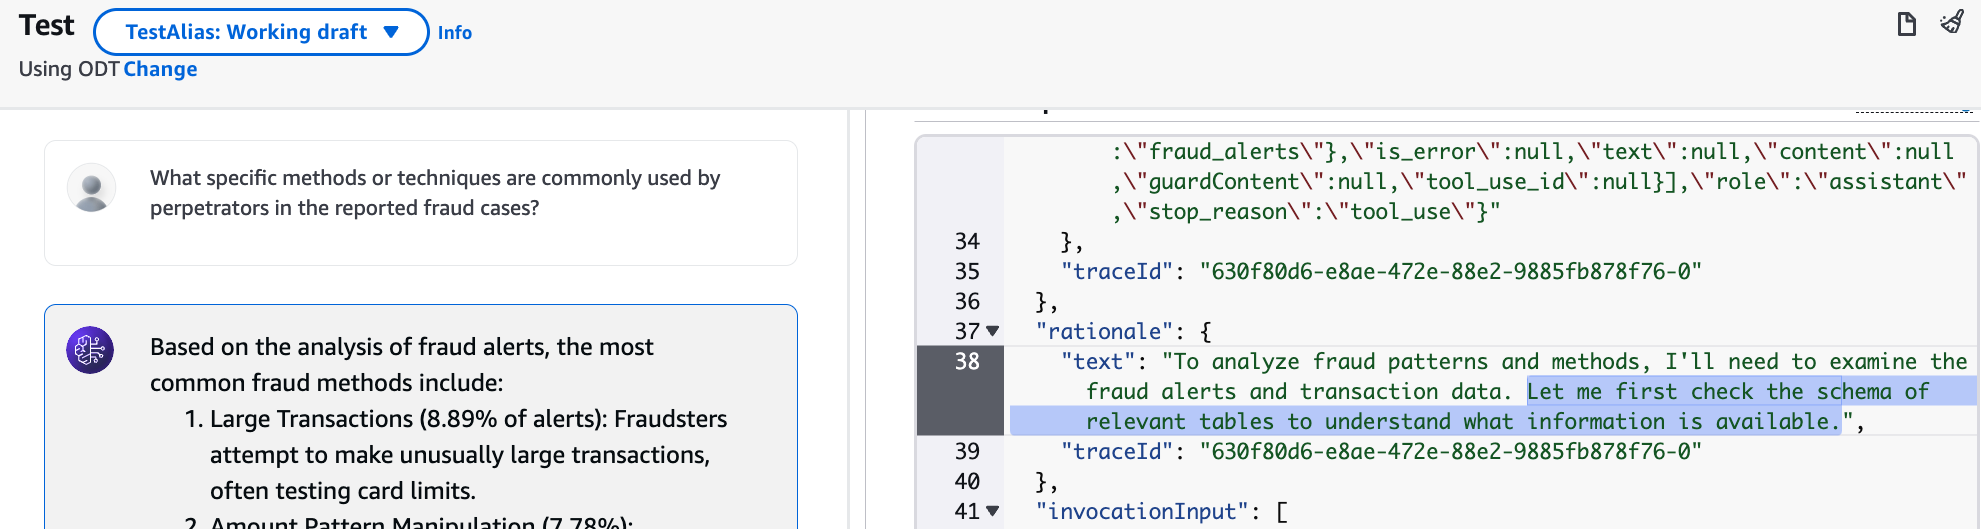 Test
TestAlias: Working draft
Info
Using ODT Change
What specific methods or techniques are commonly used by
perpetrators in the reported fraud cases?
Based on the analysis of fraud alerts, the most
common fraud methods include:
1. Large Transactions (8.89% of alerts): Fraudsters
attempt to make unusually large transactions,
often testing card limits.
2. Amount Pattern Manipulation (7.78%):
:\"fraud_alerts\"},\"is_error\":null,\"text\":null,\"content\":null
,\"guardContent\":null,\"tool_use_id\":null}],\"role\":\"assistant\"
,\"stop_reason\":\"tool_use\"}"
34 },
35 "traceId": "630f80d6-e8ae-472e-88e2-9885fb878f76-0"
36 },
37 "rationale": {
38 "text": "To analyze fraud patterns and methods, I'll need to examine the
fraud alerts and transaction data. Let me first check the schema of
relevant tables to understand what information is available.",
39 "traceId": "630f80d6-e8ae-472e-88e2-9885fb878f76-0"
40 },
41 "invocationInput": [